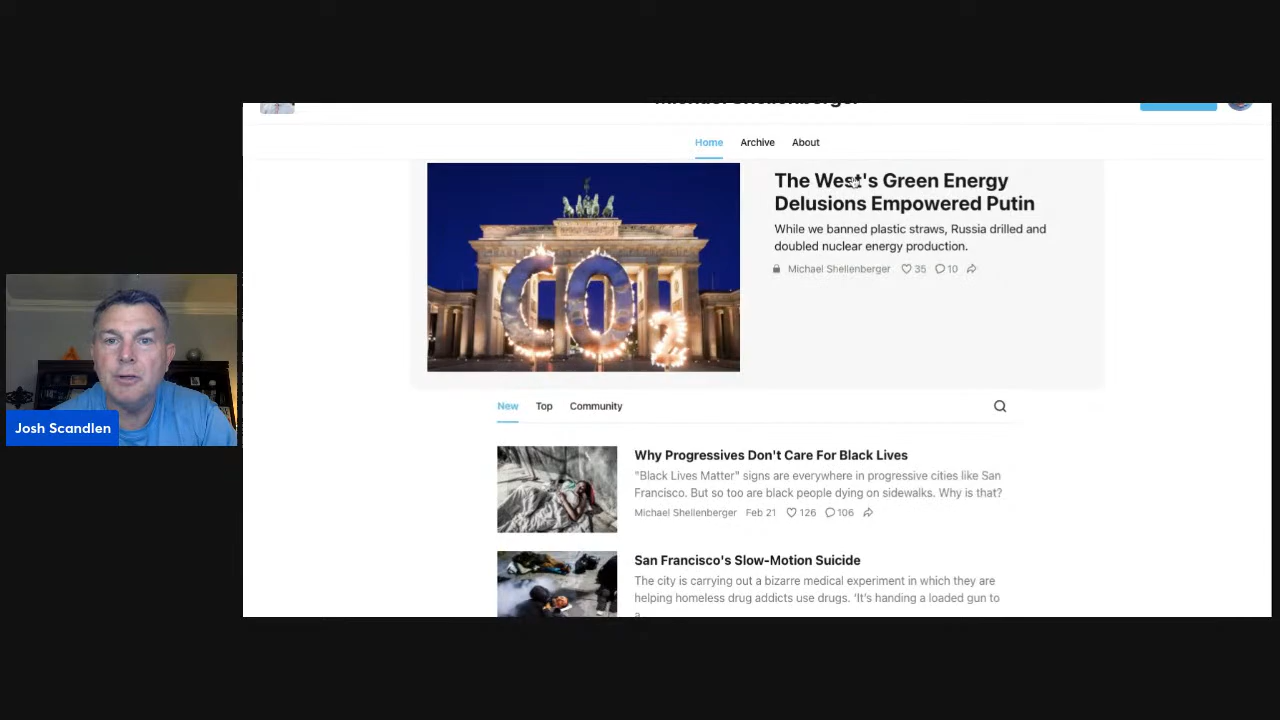 Michael Shellenberger
Home Archive About
The West's Green Energy
Delusions Empowered Putin
While we banned plastic straws, Russia drilled and
doubled nuclear energy production.
Michael Shellenberger 35 10
CO2
New Top Community
Why Progressives Don't Care For Black Lives
"Black Lives Matter" signs are everywhere in progressive cities like San
Francisco. But so too are black people dying on sidewalks. Why is that?
Michael Shellenberger Feb 21 126 106
San Francisco's Slow-Motion Suicide
The city is carrying out a bizarre medical experiment in which they are
helping homeless drug addicts use drugs. 'It's handing a loaded gun to
a
Josh Scandlen